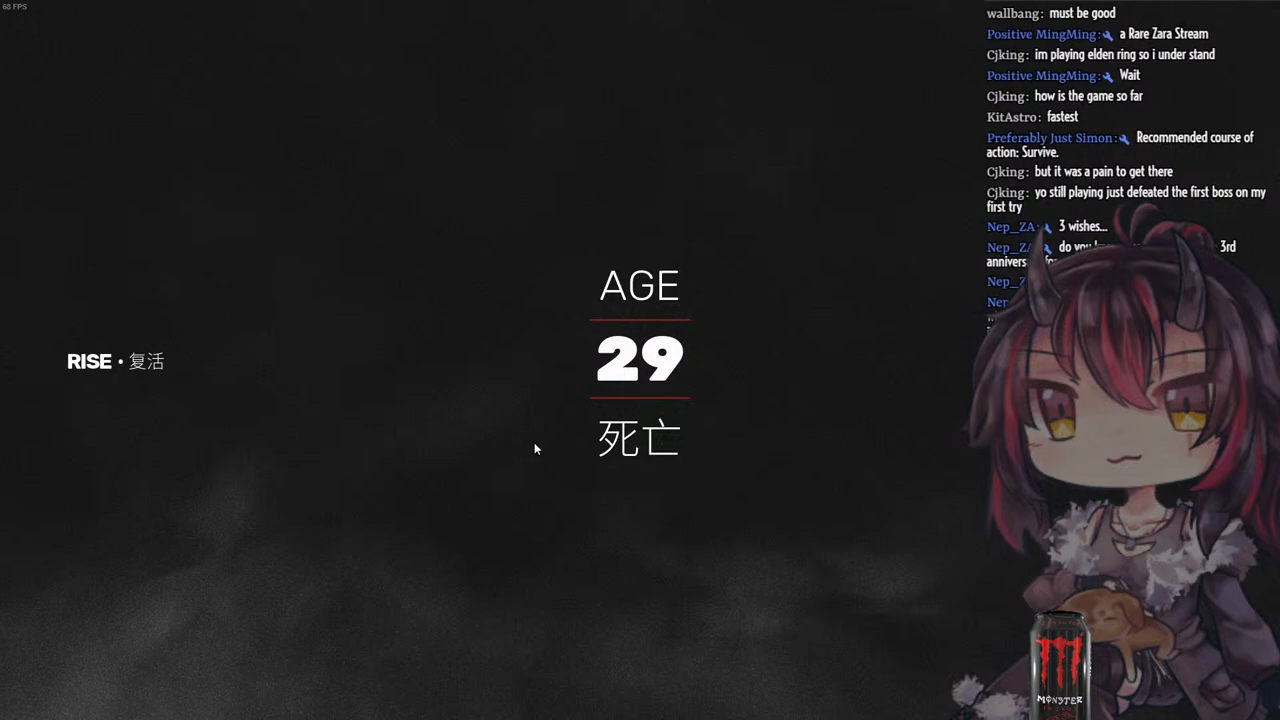 68 FPS
AGE
29
死亡
RISE • 复活
wallbang: must be good
Positive MingMing: a Rare Zara Stream
Cjking: im playing elden ring so i under stand
Positive MingMing: Wait
Cjking: how is the game so far
KitAstro: fastest
Preferably Just Simon: Recommended course of
action: Survive.
Cjking: but it was a pain to get there
Cjking: yo still playing just defeated the first boss on my
first try
Nep_ZA: 3 wishes...
do 3rd
MONSTER